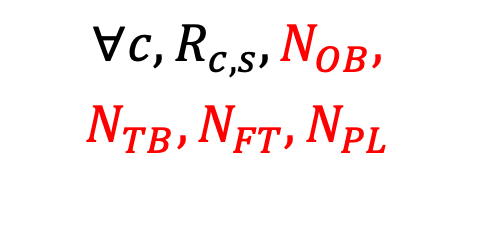 ∀c, R_{c,s}, N_{OB},
N_{TB}, N_{FT}, N_{PL}